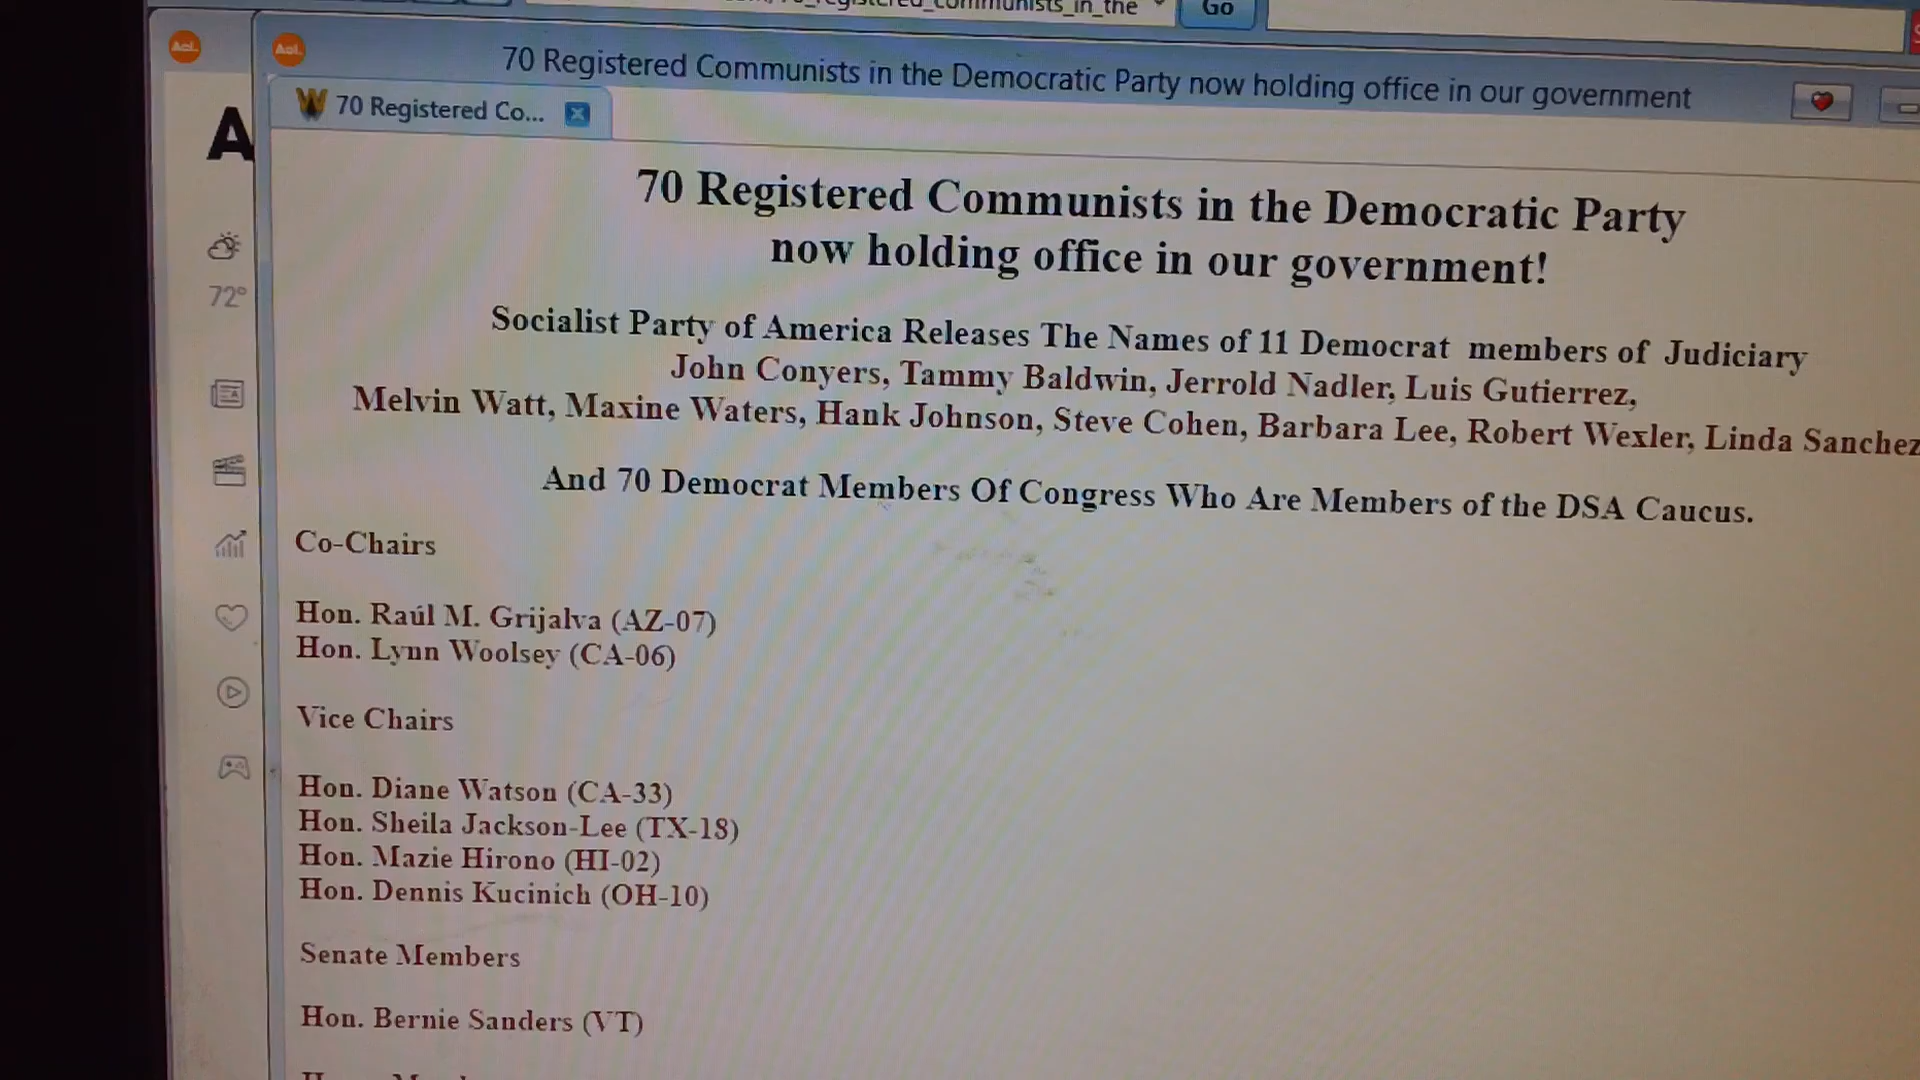 registered_communists_in_the
Go
Aol.
Aol.
70 Registered Communists in the Democratic Party now holding office in our government
70 Registered Co...
A
72°
70 Registered Communists in the Democratic Party
now holding office in our government!
Socialist Party of America Releases The Names of 11 Democrat members of Judiciary
John Conyers, Tammy Baldwin, Jerrold Nadler, Luis Gutierrez,
Melvin Watt, Maxine Waters, Hank Johnson, Steve Cohen, Barbara Lee, Robert Wexler, Linda Sanchez
And 70 Democrat Members Of Congress Who Are Members of the DSA Caucus.
Co-Chairs
Hon. Raúl M. Grijalva (AZ-07)
Hon. Lynn Woolsey (CA-06)
Vice Chairs
Hon. Diane Watson (CA-33)
Hon. Sheila Jackson-Lee (TX-18)
Hon. Mazie Hirono (HI-02)
Hon. Dennis Kucinich (OH-10)
Senate Members
Hon. Bernie Sanders (VT)